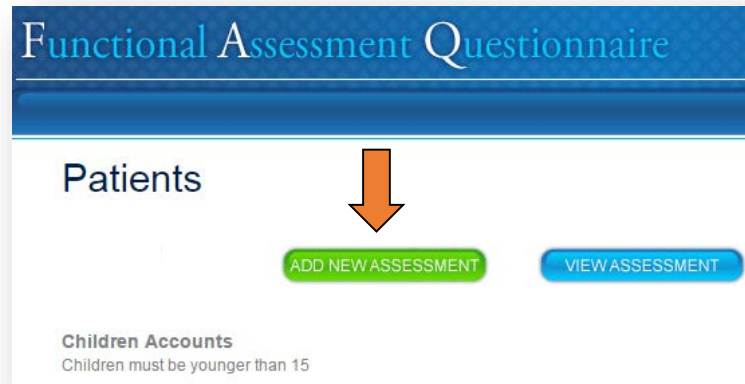 Functional Assessment Questionnaire
Patients
ADD NEW ASSESSMENT VIEW ASSESSMENT
Children Accounts
Children must be younger than 15